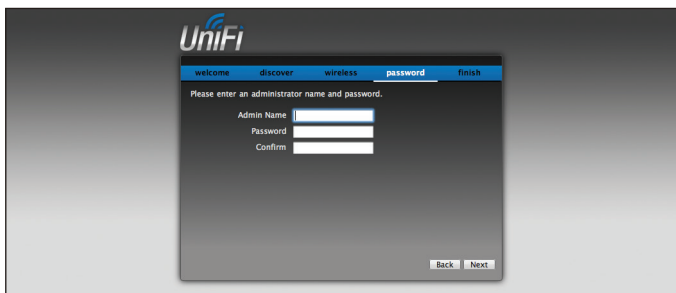 UniFi
welcome discover wireless password finish
Please enter an administrator name and password.
Admin Name
Password
Confirm
Back Next